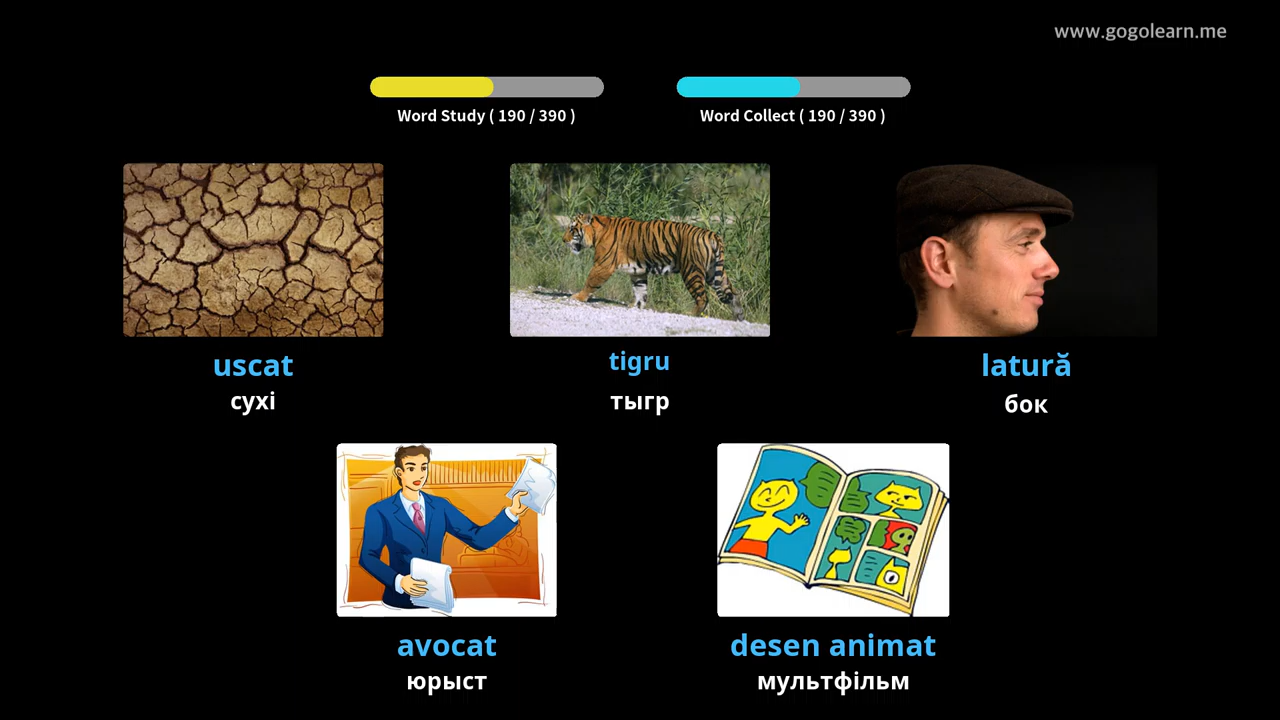 www.gogolearn.me
Word Study ( 190 / 390 )
Word Collect ( 190 / 390 )
uscat
сухі
tigru
тыгр
latură
бок
avocat
юрыст
desen animat
мультфільм